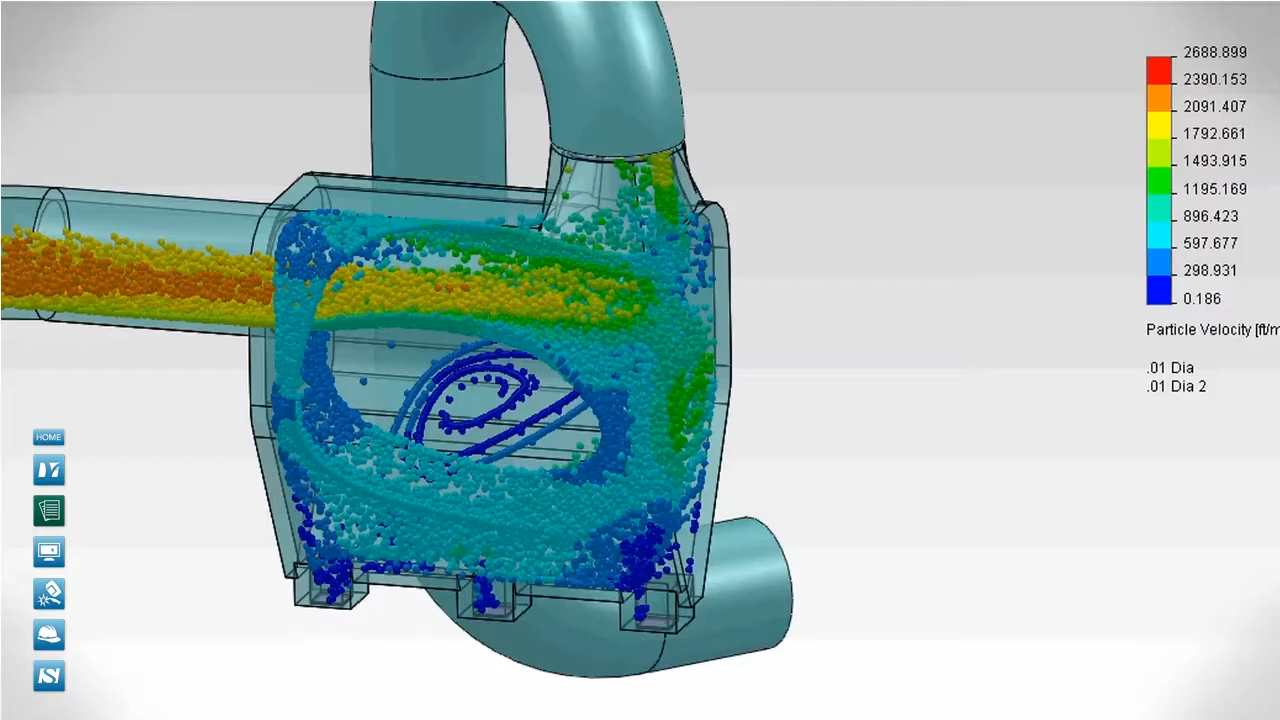 2688.899
2390.153
2091.407
1792.661
1493.915
1195.169
896.423
597.677
298.931
0.186
Particle Velocity [ft/m
.01 Dia
.01 Dia 2
HOME